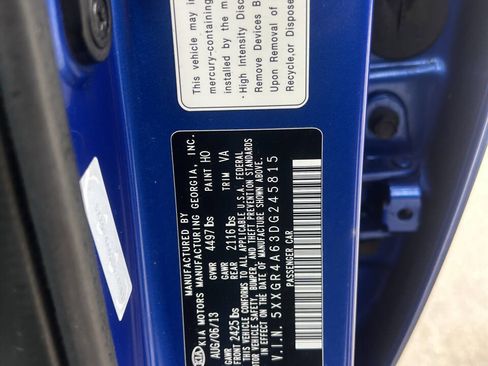 This vehicle may in
mercury-containing
installed by the m
· High Intensity Disc
Remove Devices B
Upon Removal of
Recycle,or Dispose
MANUFACTURED BY
KIA KIA MOTORS MANUFACTURING GEORGIA, INC.
AUG/06/13 GVWR 4497 lbs PAINT HO
GAWR FRONT 2425 lbs GAWR REAR 2116 lbs TRIM VA
THIS VEHICLE CONFORMS TO ALL APPLICABLE U.S.A. FEDERAL
MOTOR VEHICLE SAFETY, BUMPER, AND THEFT PREVENTION STANDARDS
IN EFFECT ON THE DATE OF MANUFACTURE SHOWN ABOVE.
V.I.N. 5XXGR4A63DG245815
PASSENGER CAR